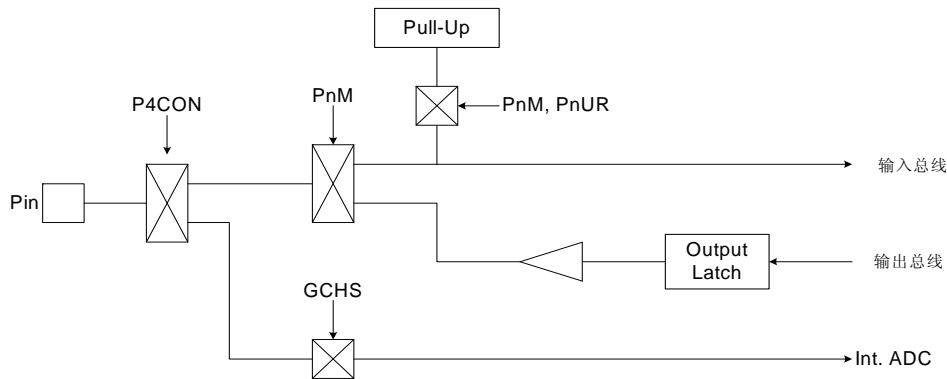 Pull-Up
P4CON
PnM
PnM, PnUR
输入总线
Pin
Output
Latch
输出总线
GCHS
Int. ADC